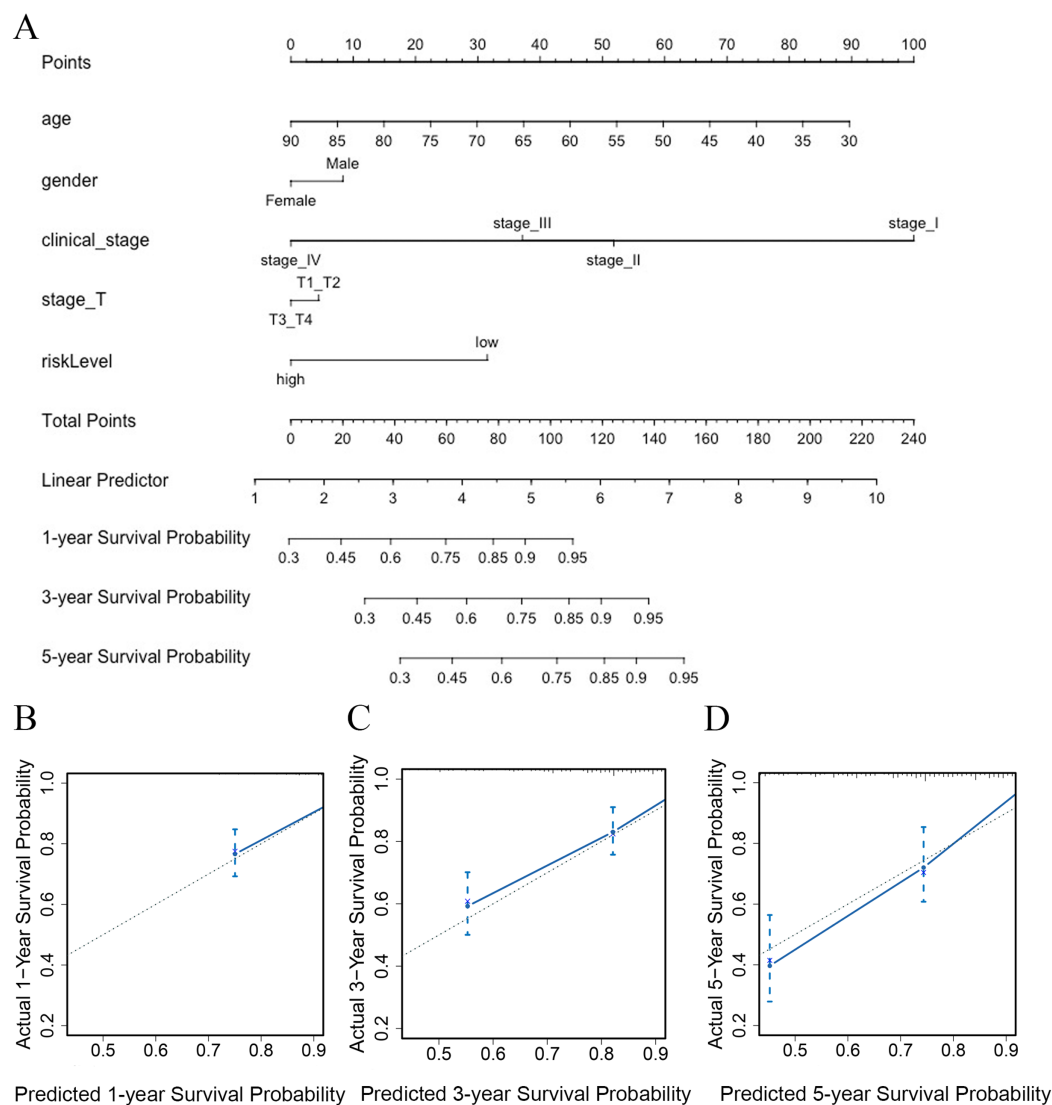 A
Points
0 10 20 30 40 50 60 70 80 90 100
age
90 85 80 75 70 65 60 55 50 45 40 35 30
Male
gender
Female
stage_III stage_I
clinical_stage
stage_IV stage_II
T1_T2
stage_T
T3_T4
low
riskLevel
high
Total Points
0 20 40 60 80 100 120 140 160 180 200 220 240
Linear Predictor
1 2 3 4 5 6 7 8 9 10
1-year Survival Probability
0.3 0.45 0.6 0.75 0.85 0.9 0.95
3-year Survival Probability
0.3 0.45 0.6 0.75 0.85 0.9 0.95
5-year Survival Probability
0.3 0.45 0.6 0.75 0.85 0.9 0.95
B
Actual 1−Year Survival Probability
1.0
0.8
0.6
0.4
0.2
0.5 0.6 0.7 0.8 0.9
Predicted 1-year Survival Probability
C
Actual 3−Year Survival Probability
1.0
0.8
0.6
0.4
0.2
0.5 0.6 0.7 0.8 0.9
Predicted 3-year Survival Probability
D
Actual 5−Year Survival Probability
1.0
0.8
0.6
0.4
0.2
0.5 0.6 0.7 0.8 0.9
Predicted 5-year Survival Probability